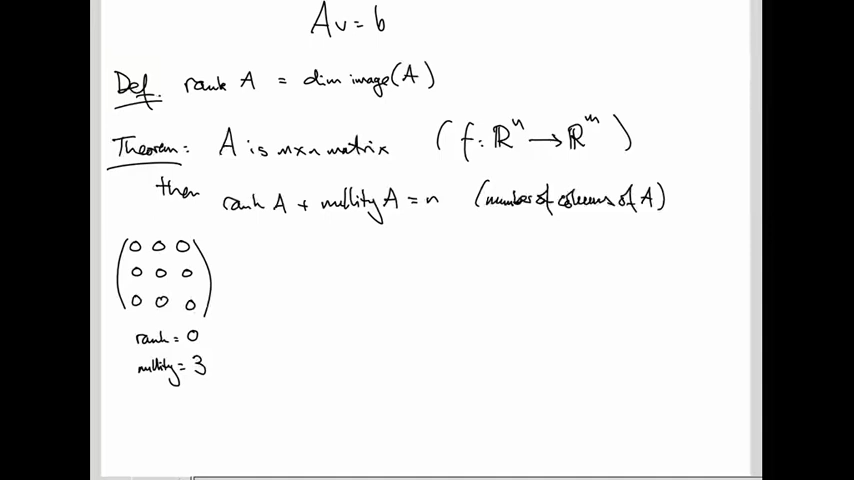 Av = b
Def. rank A = dim image(A)
Theorem: A is m×n matrix (f: ℝⁿ → ℝᵐ)
then rank A + nullity A = n (number of columns of A)
0 0 0
0 0 0
0 0 0
rank = 0
nullity = 3